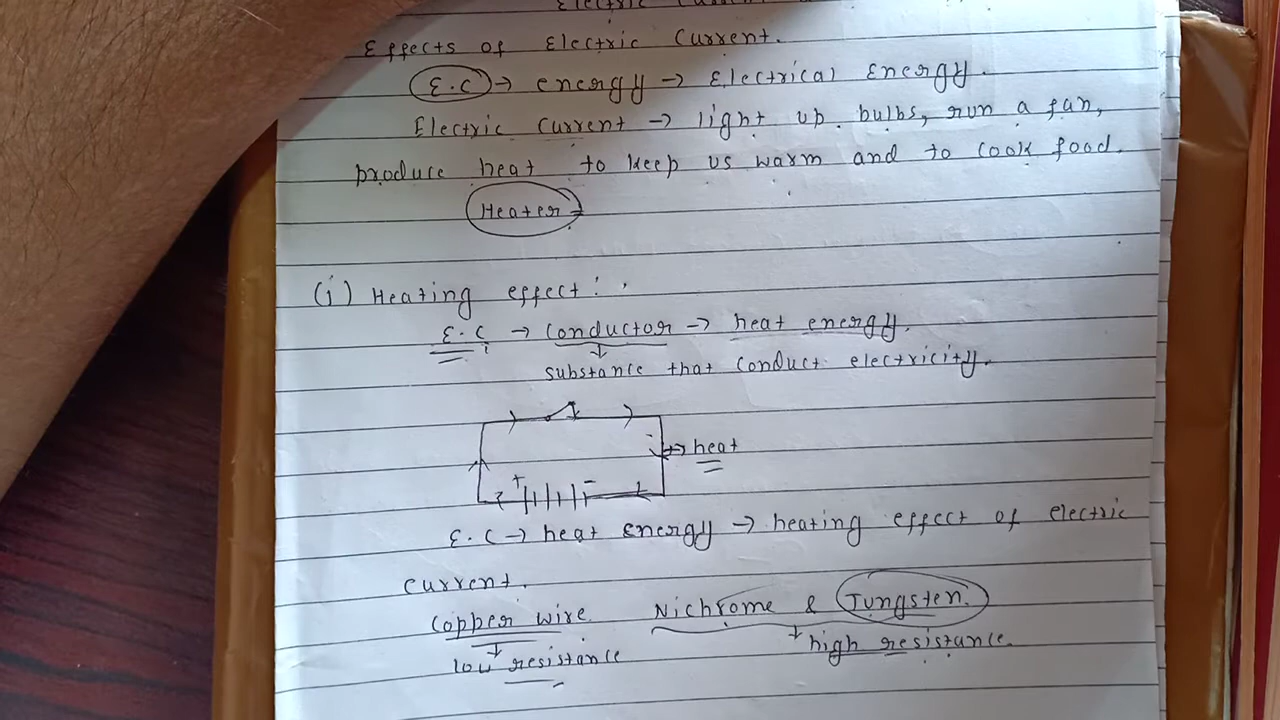 Electric Current
Effects of Electric Current.
E.C → energy → Electrical Energy.
Electric Current → light up bulbs, run a fan,
produce heat to keep us warm and to cook food.
Heater
(i) Heating effect:
E.C → Conductor → heat energy.
substance that conduct electricity.
→ heat
+ -
E.C → heat energy → heating effect of electric
current.
Copper wire Nichrome & Tungsten.
low resistance high resistance.